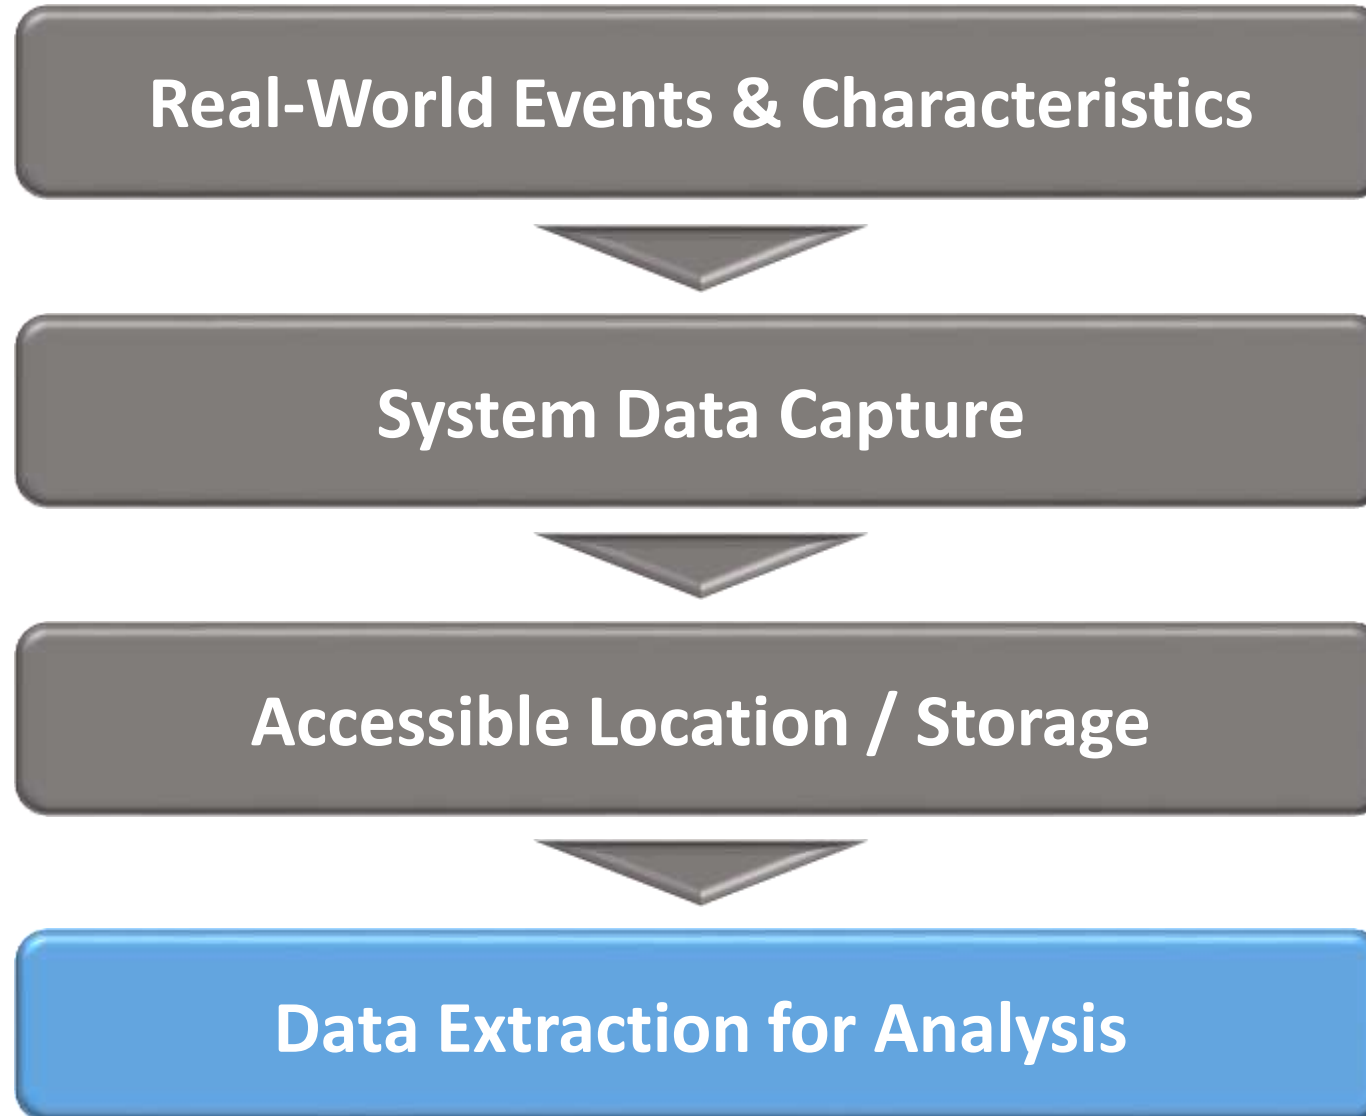 Real-World Events & Characteristics
System Data Capture
Accessible Location / Storage
Data Extraction for Analysis